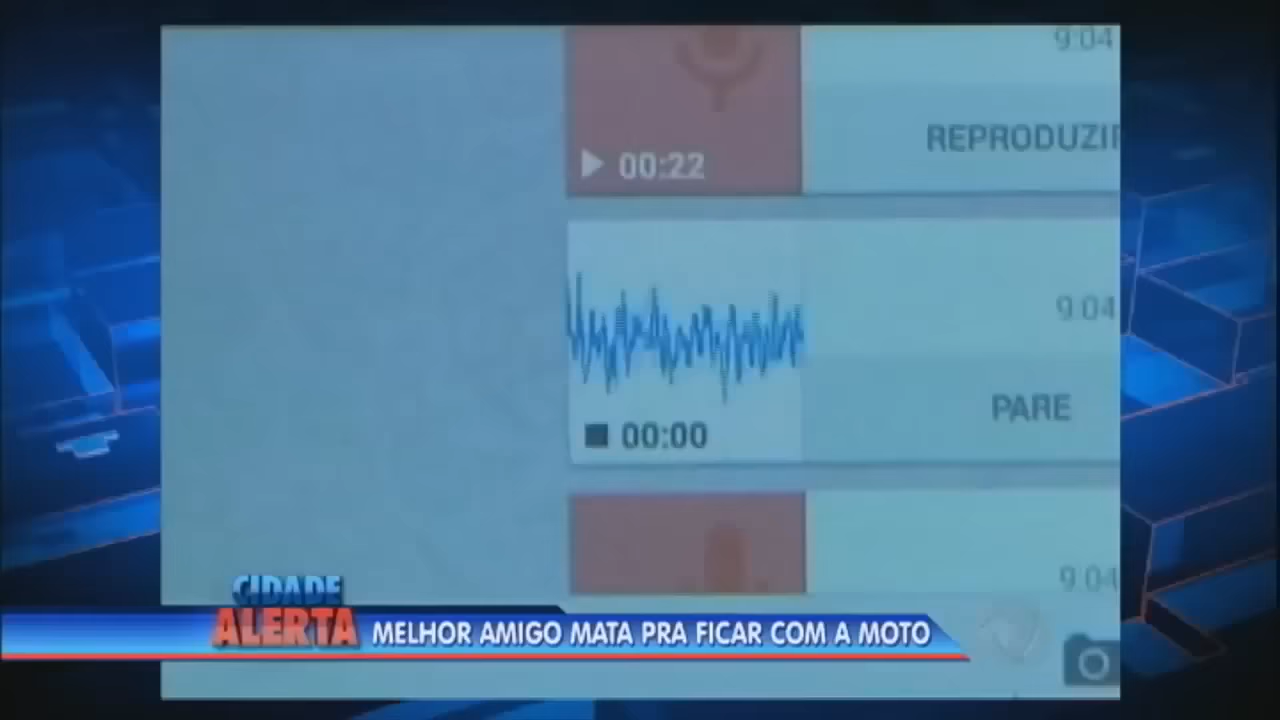 9:04
REPRODUZIR
00:22
9:04
PARE
00:00
9:04
CIDADE
ALERTA
MELHOR AMIGO MATA PRA FICAR COM A MOTO